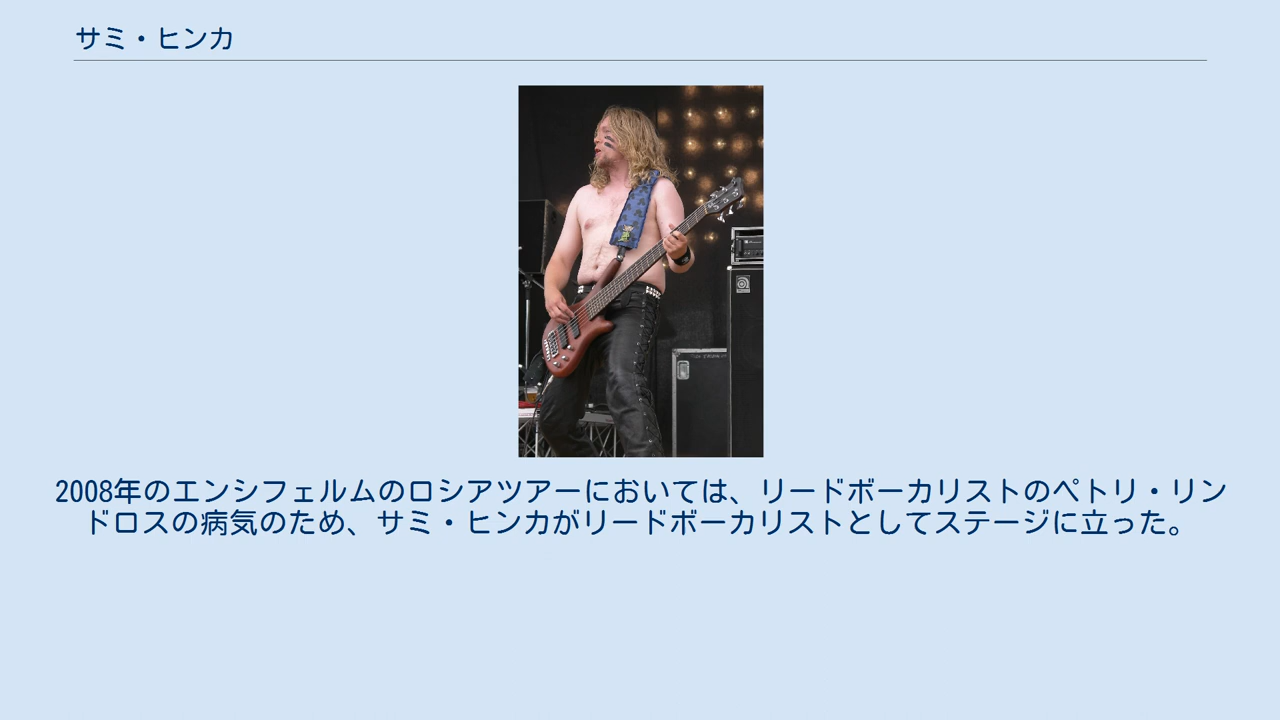 サミ・ヒンカ
2008年のエンシフェルムのロシアツアーにおいては、リードボーカリストのペトリ・リン
ドロスの病気のため、サミ・ヒンカがリードボーカリストとしてステージに立った。